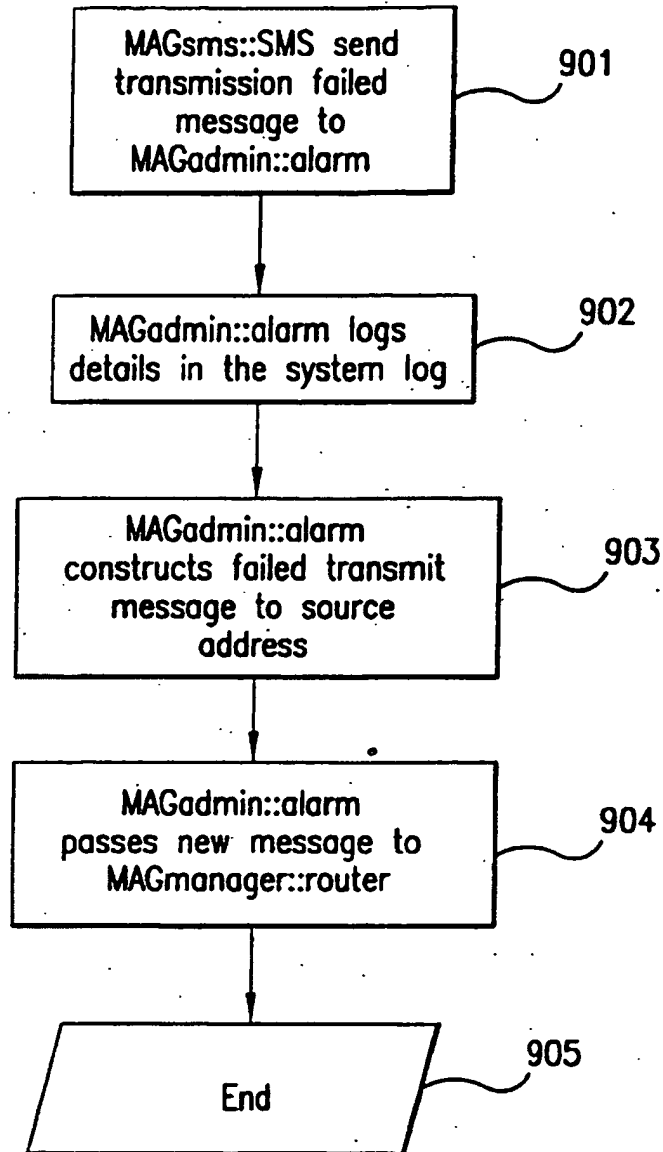 MAGsms::SMS send
transmission failed
message to
MAGadmin::alarm
901
MAGadmin::alarm logs
details in the system log
902
MAGadmin::alarm
constructs failed transmit
message to source
address
903
MAGadmin::alarm
passes new message to
MAGmanager::router
904
End
905